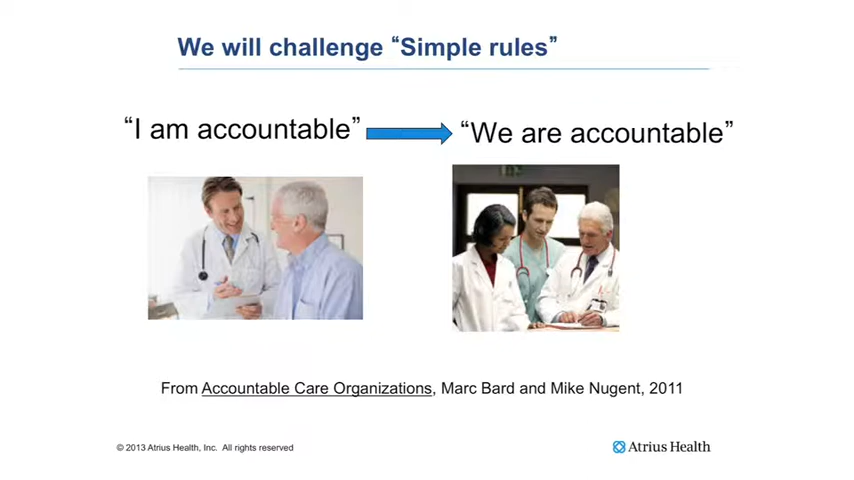 We will challenge “Simple rules”
“I am accountable”
“We are accountable”
From Accountable Care Organizations, Marc Bard and Mike Nugent, 2011
© 2013 Atrius Health, Inc. All rights reserved
Atrius Health